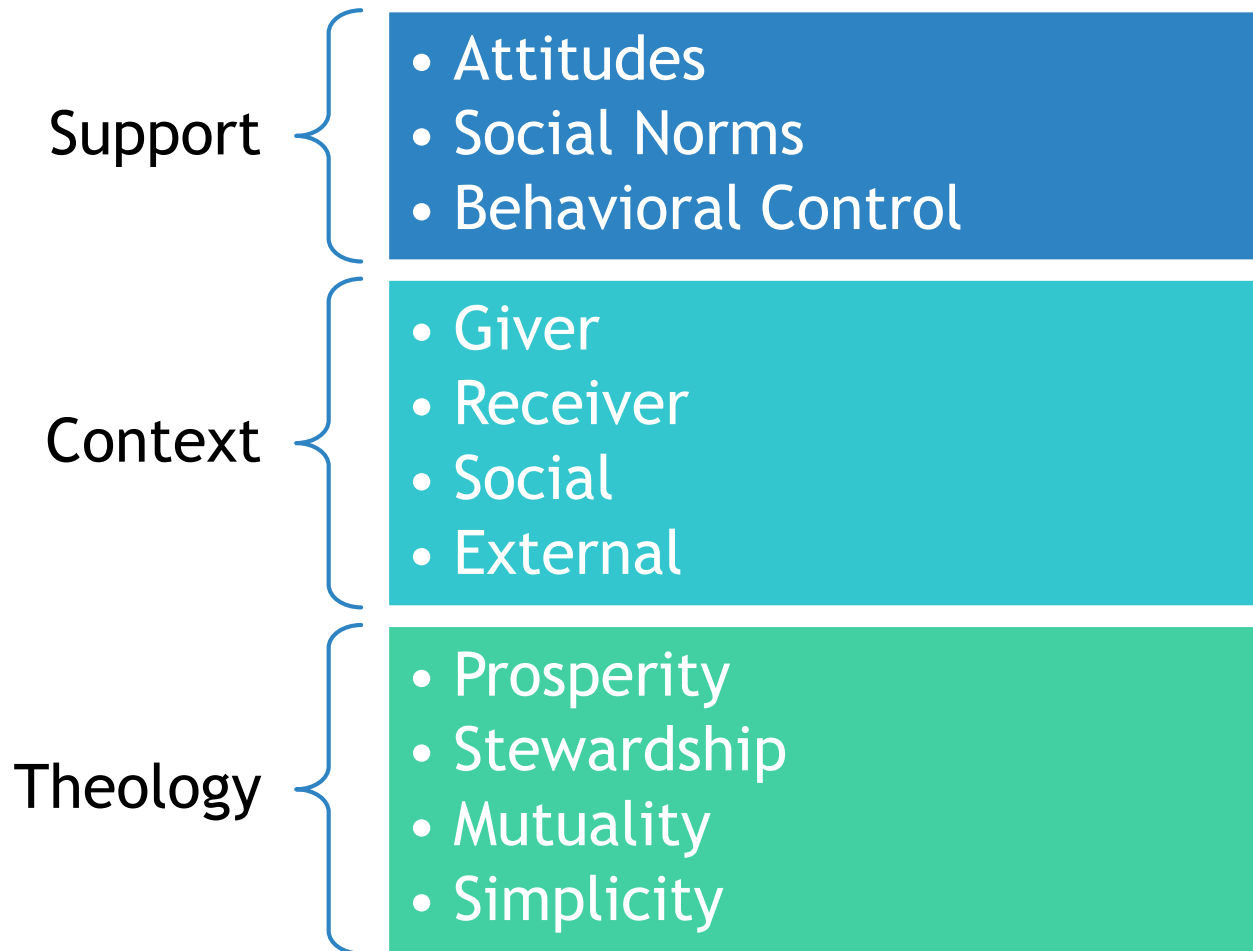 Support
• Attitudes
• Social Norms
• Behavioral Control
Context
• Giver
• Receiver
• Social
• External
Theology
• Prosperity
• Stewardship
• Mutuality
• Simplicity